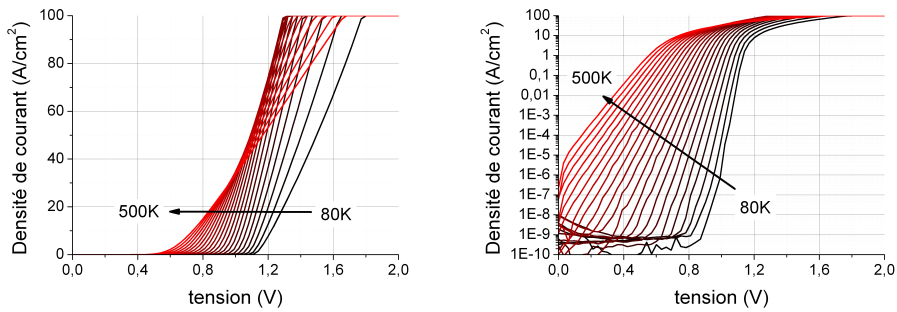 Densité de courant (A/cm²)
100
80
60
40
20
0
500K
80K
0,0
0,4
0,8
1,2
1,6
2,0
tension (V)
Densité de courant (A/cm²)
100
10
1
0,1
0,01
1E-3
1E-4
1E-5
1E-6
1E-7
1E-8
1E-9
1E-10
500K
80K
0,0
0,4
0,8
1,2
1,6
2,0
tension (V)